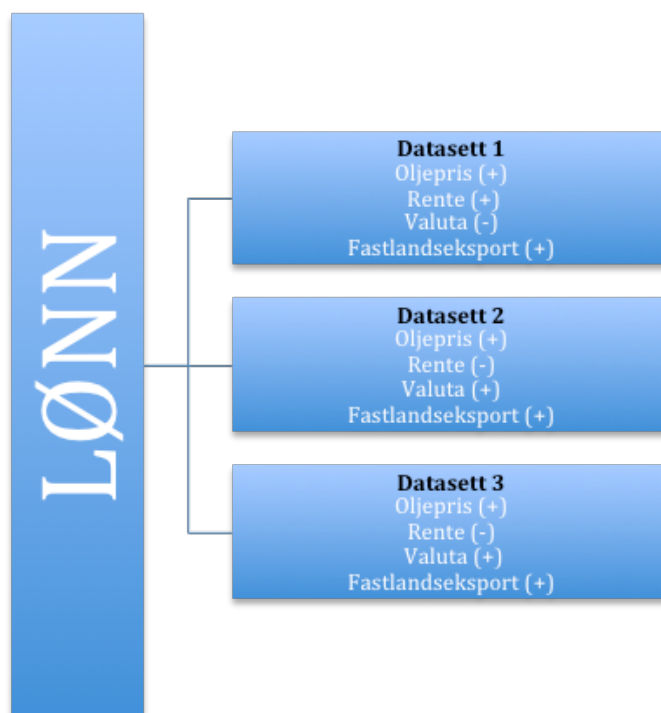 LØNN
Datasett 1
Oljepris (+)
Rente (+)
Valuta (-)
Fastlandseksport (+)
Datasett 2
Oljepris (+)
Rente (-)
Valuta (+)
Fastlandseksport (+)
Datasett 3
Oljepris (+)
Rente (-)
Valuta (+)
Fastlandseksport (+)